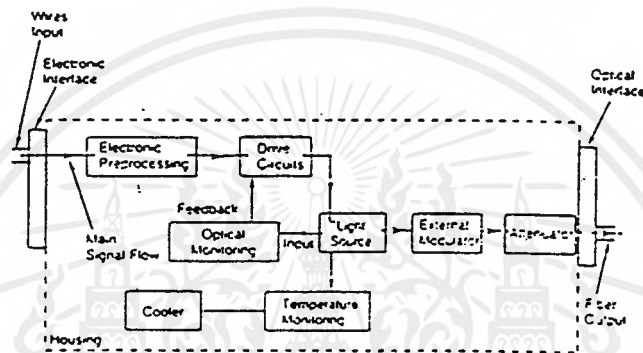 Wires
Input
Electronic
Interface
Optical
Interface
Electronic
Preprocessing
Drive
Circuits
Feedback
Main
Signal Flow
Optical
Monitoring
Input
Light
Source
External
Modulator
Attenuator
Cooler
Temperature
Monitoring
Fiber
Output
Housing